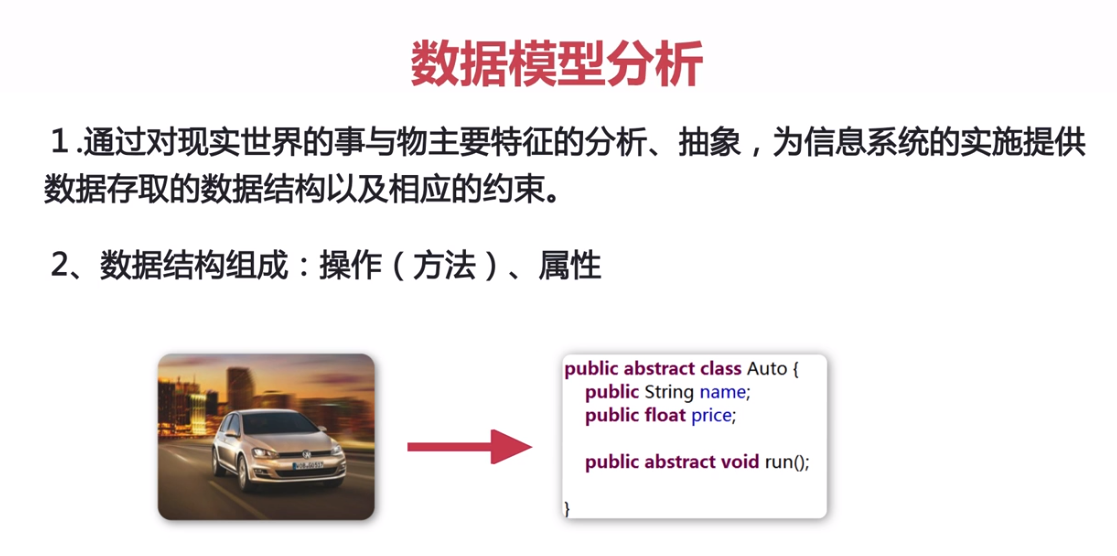 数据模型分析
1.通过对现实世界的事与物主要特征的分析、抽象，为信息系统的实施提供
数据存取的数据结构以及相应的约束。
2、数据结构组成：操作（方法）、属性
public abstract class Auto {
public String name;
public float price;
public abstract void run();
}